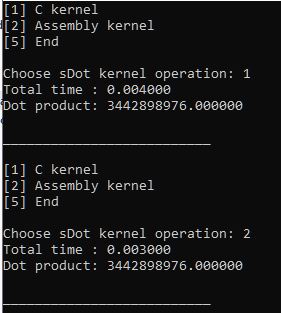 [1] C kernel
[2] Assembly kernel
[5] End
Choose sDot kernel operation: 1
Total time : 0.004000
Dot product: 3442898976.000000
__________________________
[1] C kernel
[2] Assembly kernel
[5] End
Choose sDot kernel operation: 2
Total time : 0.003000
Dot product: 3442898976.000000
__________________________